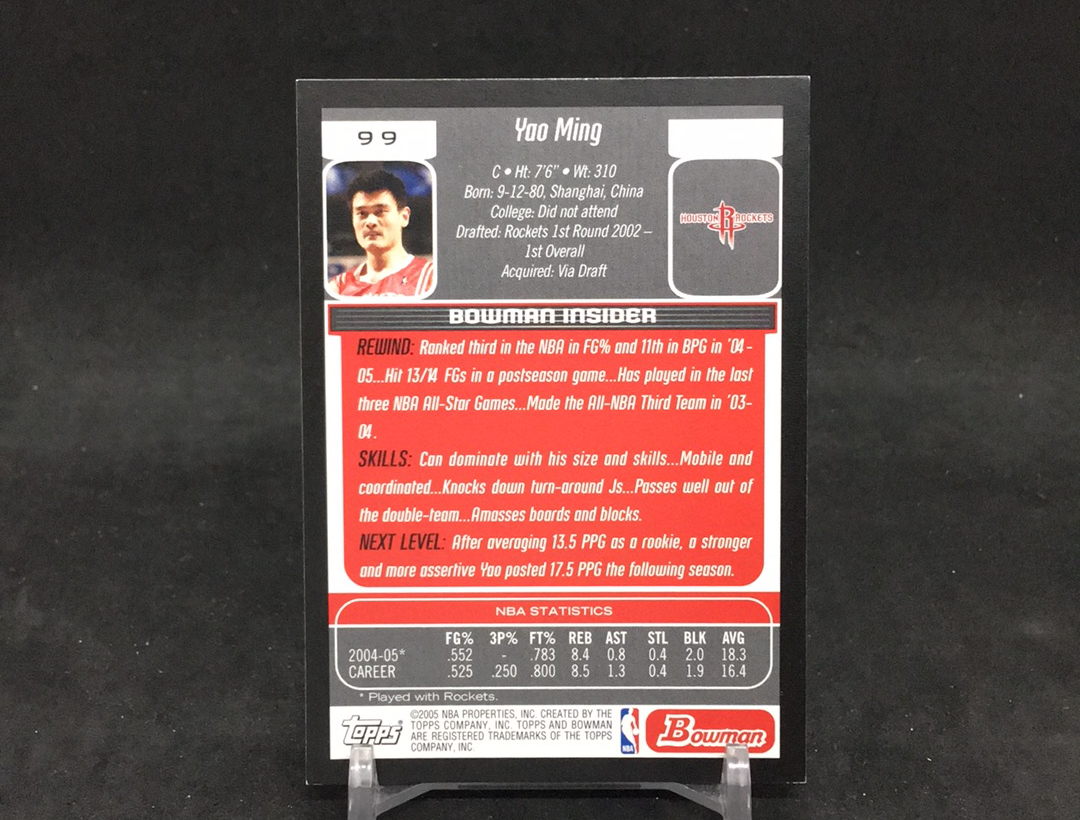 99
Yao Ming
C • Ht: 7'6" • Wt: 310
Born: 9-12-80, Shanghai, China
College: Did not attend
Drafted: Rockets 1st Round 2002 –
1st Overall
Acquired: Via Draft
HOUSTON R ROCKETS
BOWMAN INSIDER
REWIND: Ranked third in the NBA in FG% and 11th in BPG in '04-
05...Hit 13/14 FGs in a postseason game...Has played in the last
three NBA All-Star Games...Made the All-NBA Third Team in '03-
04.
SKILLS: Can dominate with his size and skills...Mobile and
coordinated...Knocks down turn-around Js...Passes well out of
the double-team...Amasses boards and blocks.
NEXT LEVEL: After averaging 13.5 PPG as a rookie, a stronger
and more assertive Yao posted 17.5 PPG the following season.
NBA STATISTICS
FG% 3P% FT% REB AST STL BLK AVG
2004-05* .552 - .783 8.4 0.8 0.4 2.0 18.3
CAREER .525 .250 .800 8.5 1.3 0.4 1.9 16.4
* Played with Rockets.
Topps
©2005 NBA PROPERTIES, INC. CREATED BY THE
TOPPS COMPANY, INC. TOPPS AND BOWMAN
ARE REGISTERED TRADEMARKS OF THE TOPPS
COMPANY, INC.
NBA
Bowman